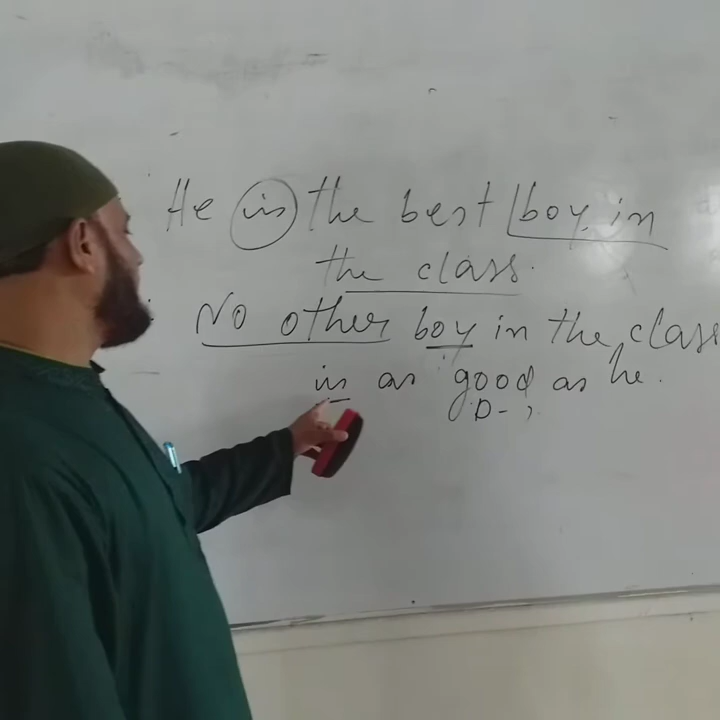 He is the best boy in
the class.
No other boy in the class
is as good as he.
D-